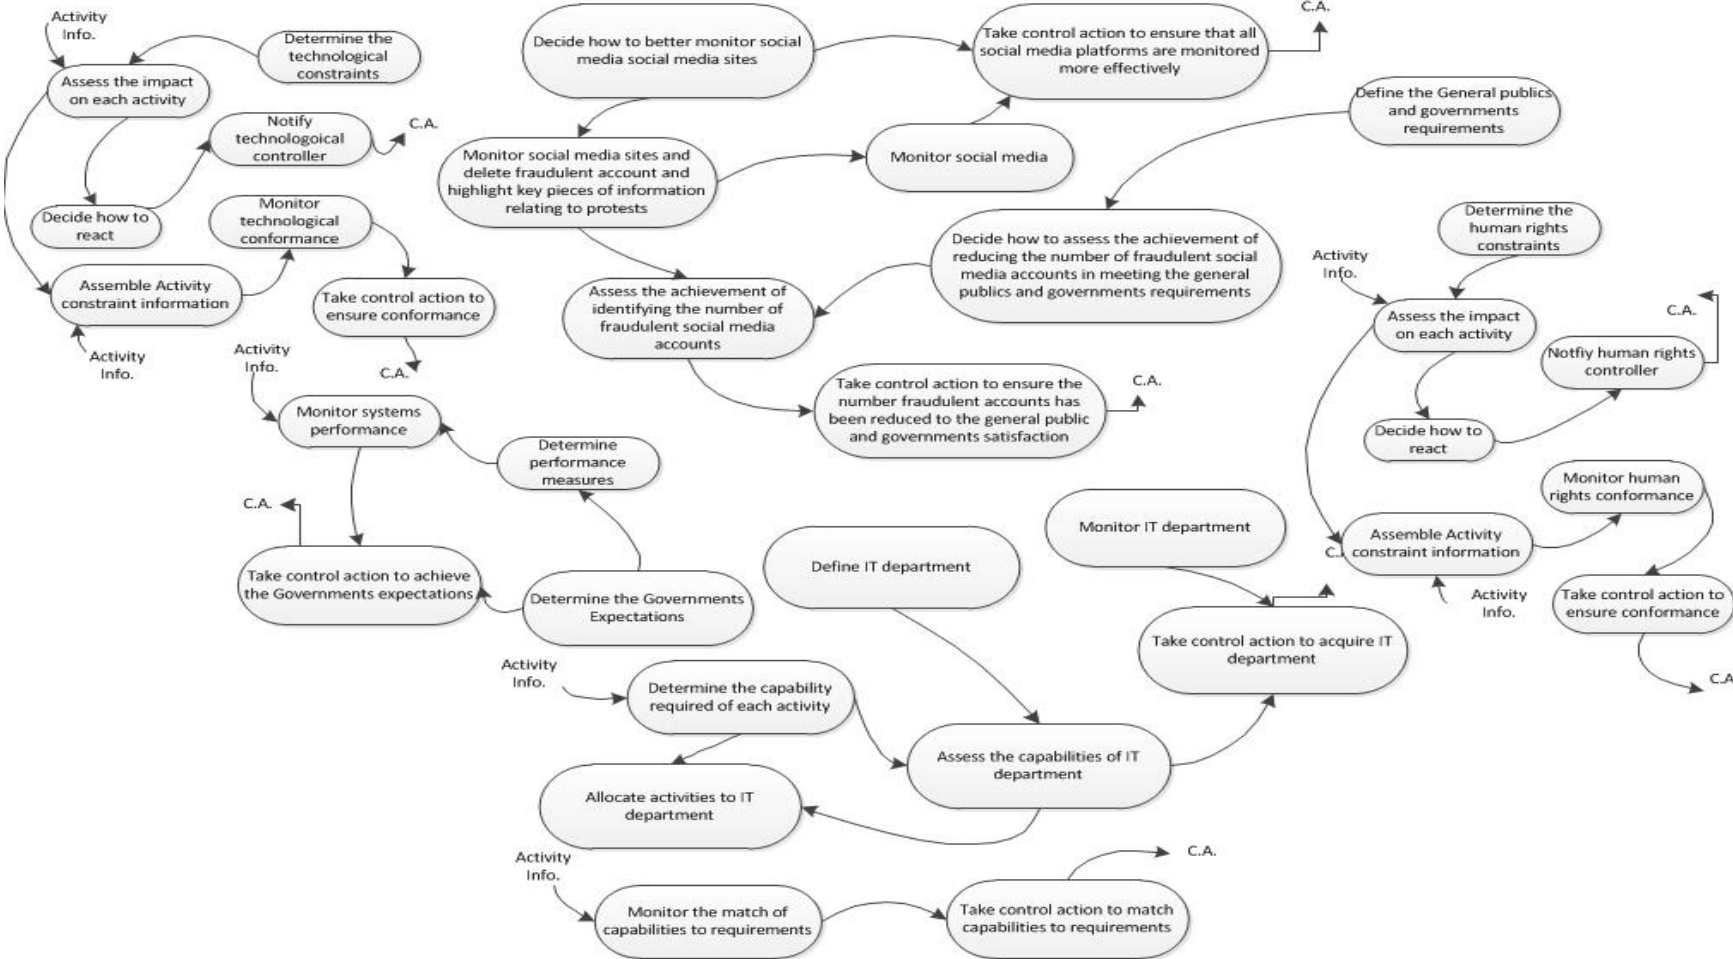 Activity
Info.
Determine the
technological
constraints
Assess the impact
on each activity
Notify
technologoical
controller
C.A.
Decide how to
react
Monitor
technological
conformance
Assemble Activity
constraint information
Activity
Info.
Take control action to
ensure conformance
C.A.
Decide how to better monitor social
media social media sites
Take control action to ensure that all
social media platforms are monitored
more effectively
C.A.
Monitor social media sites and
delete fraudulent account and
highlight key pieces of information
relating to protests
Monitor social media
Define the General publics
and governments
requirements
Decide how to assess the achievement of
reducing the number of fraudulent social
media accounts in meeting the general
publics and governments requirements
Assess the achievement of
identifying the number of
fraudulent social media
accounts
Take control action to ensure the
number fraudulent accounts has
been reduced to the general public
and governments satisfaction
C.A.
Determine the
human rights
constraints
Activity
Info.
Assess the impact
on each activity
C.A.
Notfiy human rights
controller
Decide how to
react
Monitor human
rights conformance
Assemble Activity
constraint information
Activity
Info.
Take control action to
ensure conformance
C.A
Activity
Info.
Monitor systems
performance
Determine
performance
measures
C.A.
Take control action to achieve
the Governments expectations
Determine the Governments
Expectations
Define IT department
Monitor IT department
C.
Take control action to acquire IT
department
Activity
Info.
Determine the capability
required of each activity
Assess the capabilities of IT
department
Allocate activities to IT
department
Activity
Info.
Monitor the match of
capabilities to requirements
Take control action to match
capabilities to requirements
C.A.